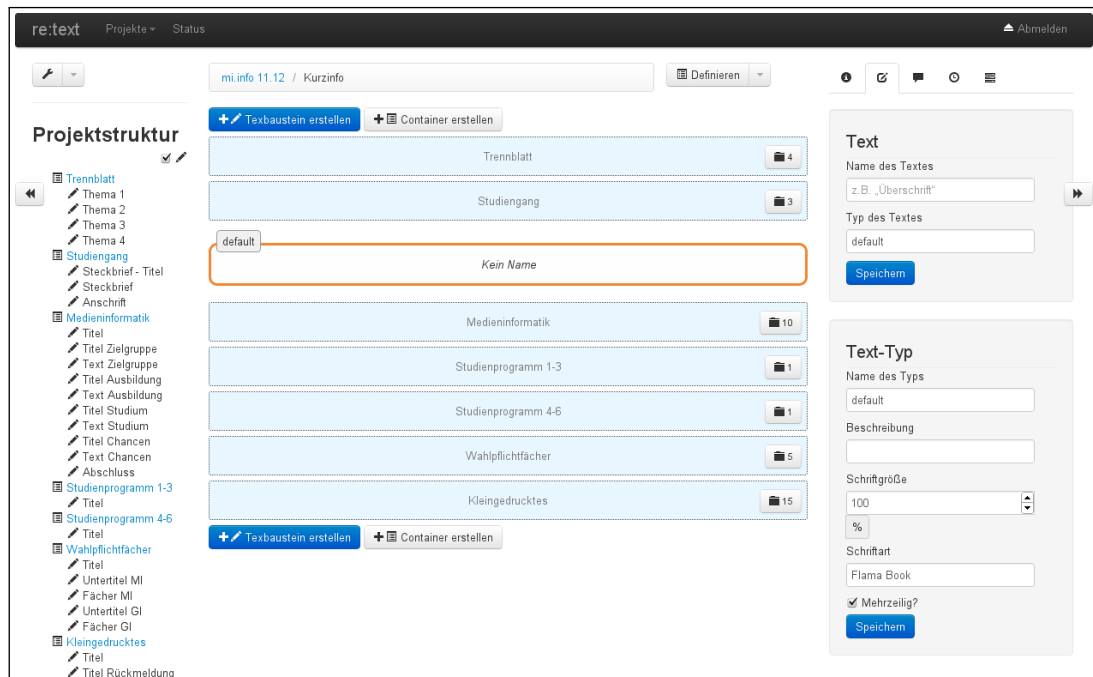 re:text Projekte Status Abmelden
mi.info 11.12 / Kurzinfo
Definieren
Projektstruktur
Trennblatt
Thema 1
Thema 2
Thema 3
Thema 4
Studiengang
Steckbrief - Titel
Steckbrief
Anschrift
Medieninformatik
Titel
Titel Zielgruppe
Text Zielgruppe
Titel Ausbildung
Text Ausbildung
Titel Studium
Text Studium
Titel Chancen
Text Chancen
Abschluss
Studienprogramm 1-3
Titel
Studienprogramm 4-6
Titel
Wahlpflichtfächer
Titel
Untertitel MI
Fächer MI
Untertitel GI
Fächer GI
Kleingedrucktes
Titel
Titel Rückmeldung
Texbaustein erstellen Container erstellen
Trennblatt 4
Studiengang 3
default
Kein Name
Medieninformatik 10
Studienprogramm 1-3 1
Studienprogramm 4-6 1
Wahlpflichtfächer 5
Kleingedrucktes 15
Texbaustein erstellen Container erstellen
Text
Name des Textes
z.B. „Überschrift“
Typ des Textes
default
Speichern
Text-Typ
Name des Typs
default
Beschreibung
Schriftgröße
100
%
Schriftart
Flama Book
Mehrzeilig?
Speichern